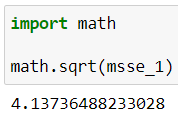 import math
math.sqrt(msse_1)
4.13736488233028